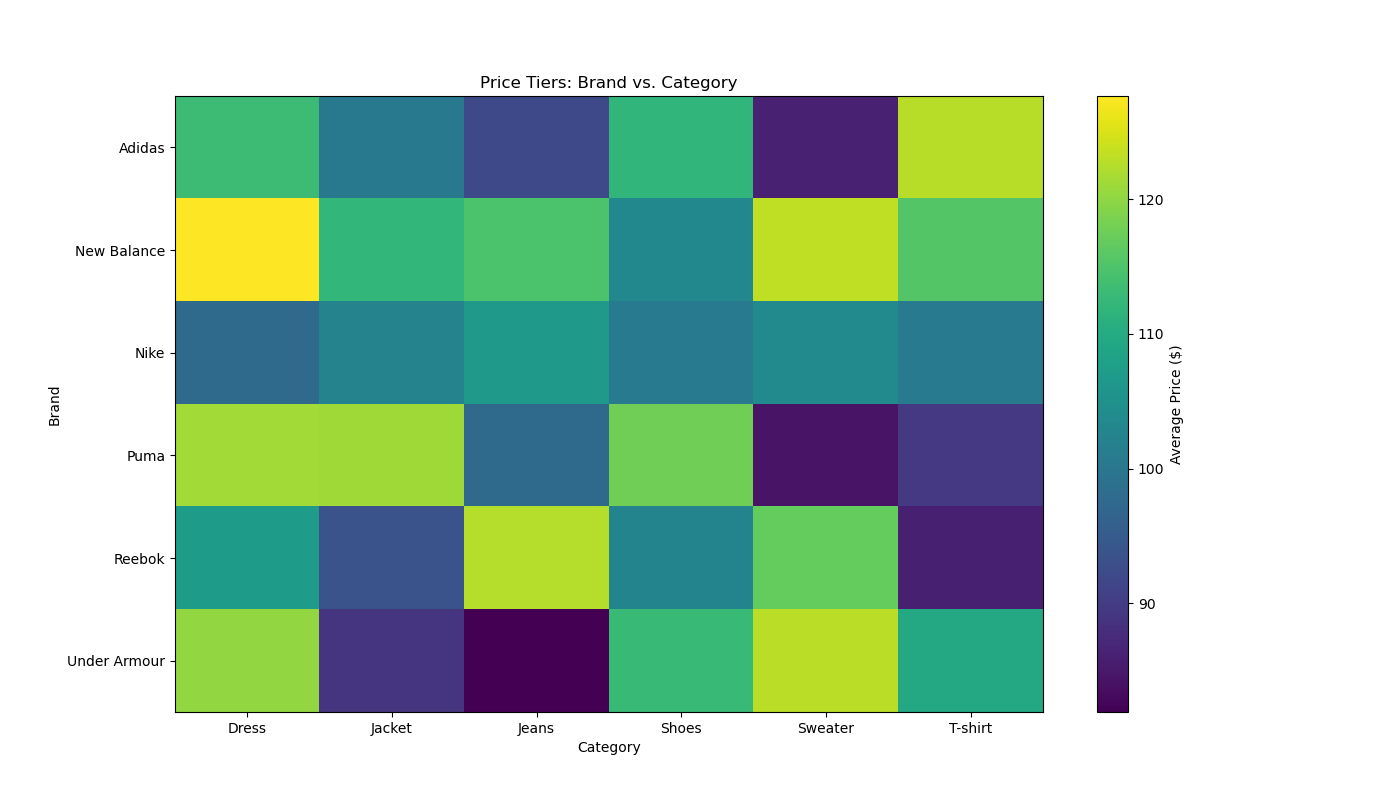 Price Tiers: Brand vs. Category
Brand
Adidas
New Balance
Nike
Puma
Reebok
Under Armour
Dress Jacket Jeans Shoes Sweater T-shirt
Category
120
110
100
90
Average Price ($)